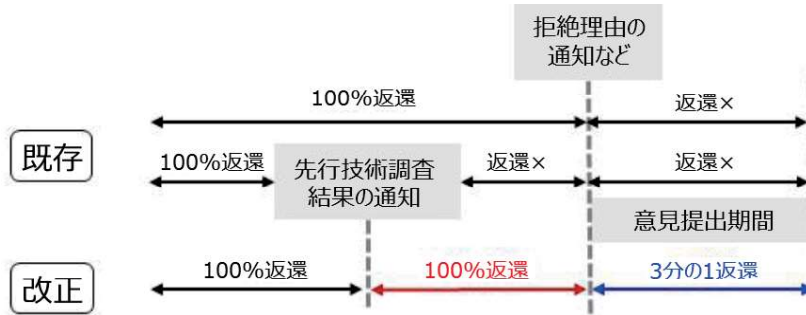 拒絶理由の
通知など
100%返還
返還×
既存
100%返還
先行技術調査
結果の通知
返還×
返還×
意見提出期間
改正
100%返還
100%返還
3分の1返還